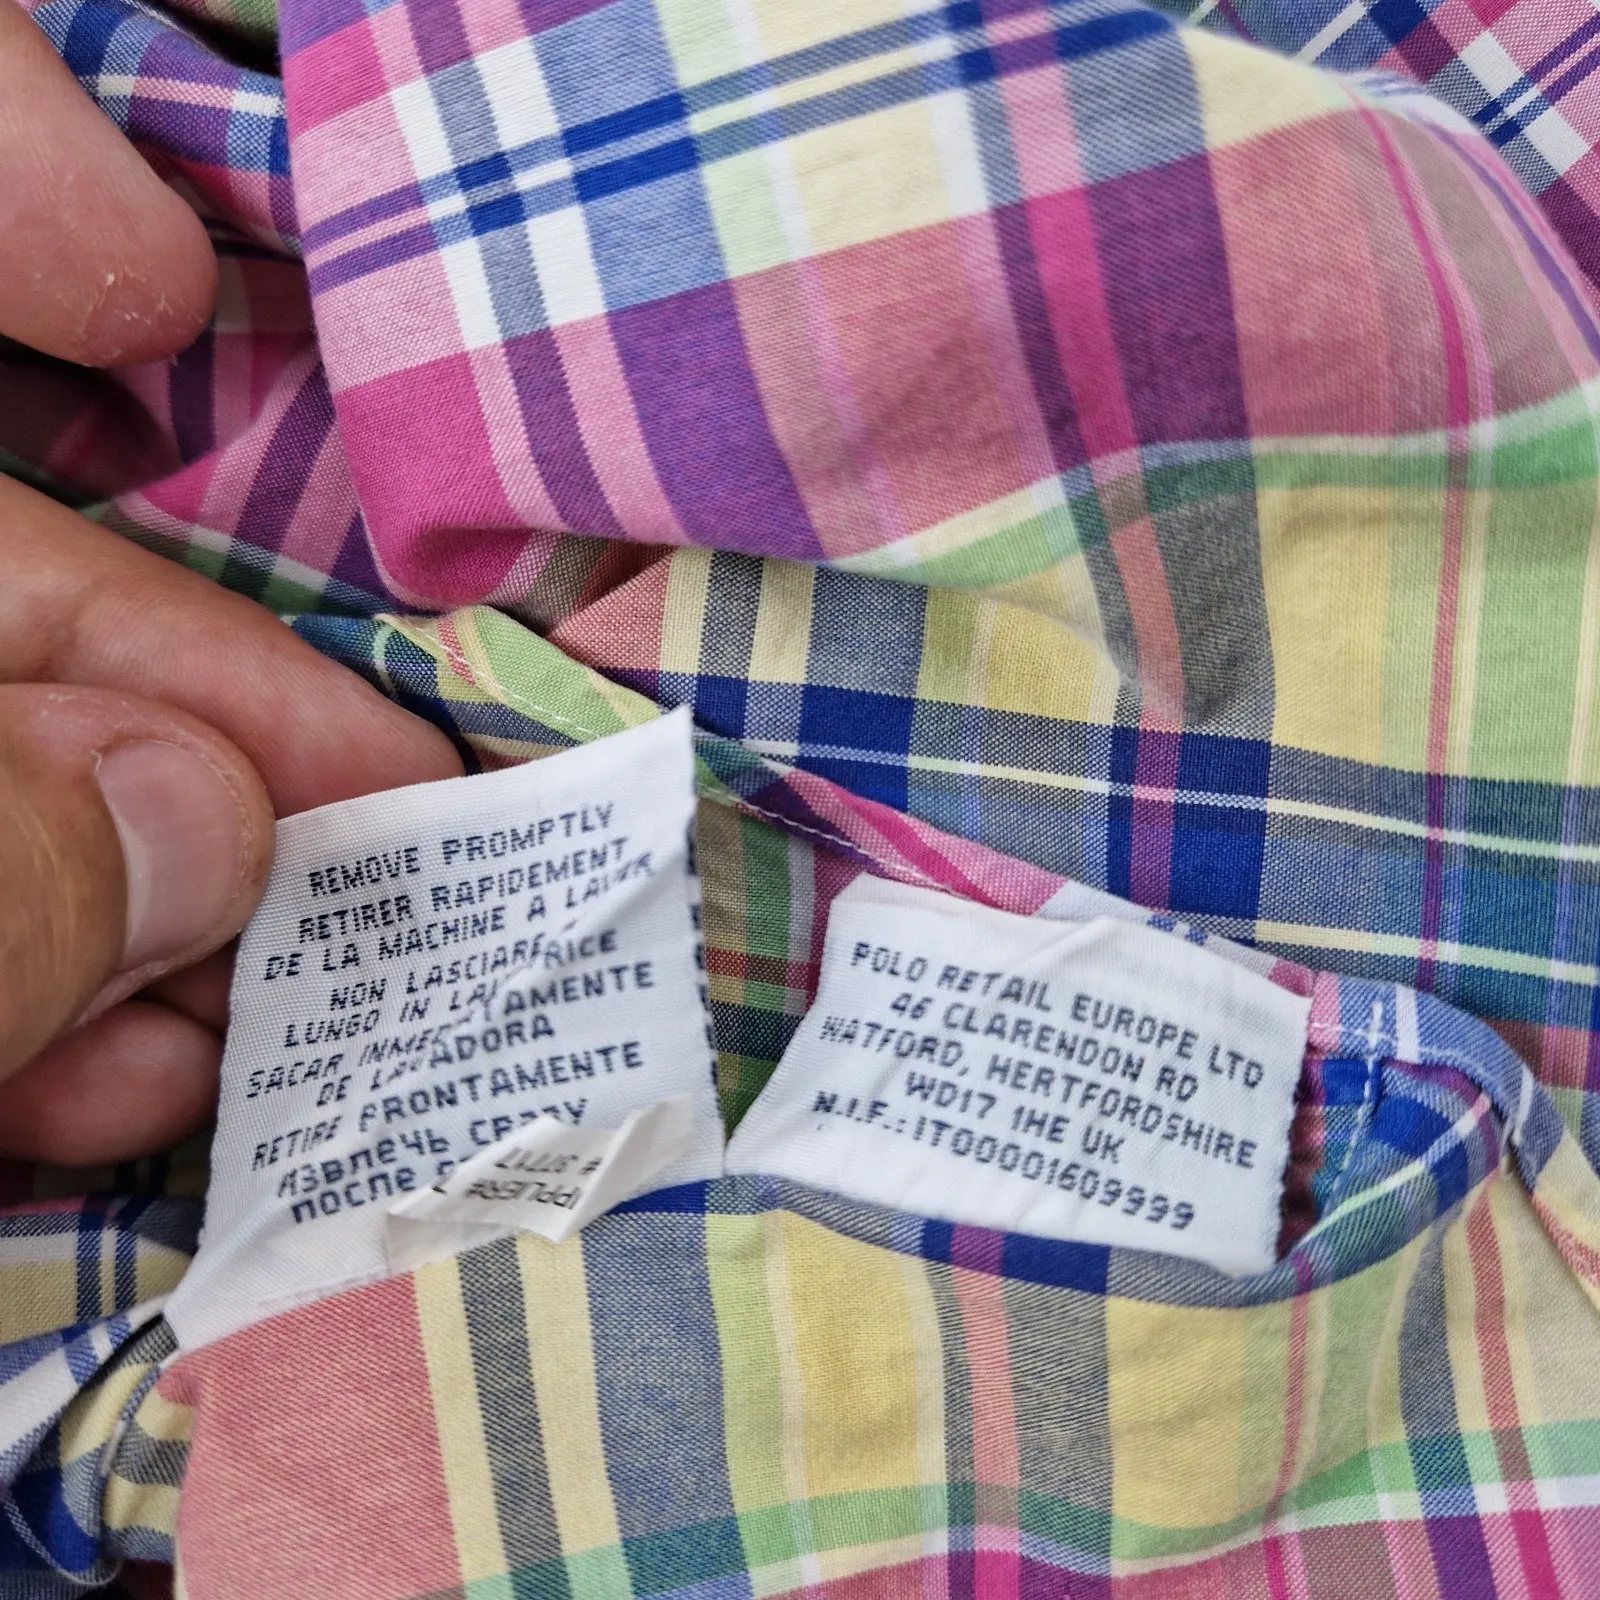 REMOVE PROMPTLY
RETIRER RAPIDEMENT
DE LA MACHINE A LAVER
NON LASCIARE
LUNGO IN LAVATRICE
SACAR INMEDIATAMENTE
DE LAVADORA
RETIRE PRONTAMENTE
ИЗВЛЕЧЬ СРАЗУ
ПОСЛЕ
# 37717
POLO RETAIL EUROPE LTD
46 CLARENDON RD
WATFORD, HERTFORDSHIRE
WD17 1HE UK
N.I.F.:IT00001609999